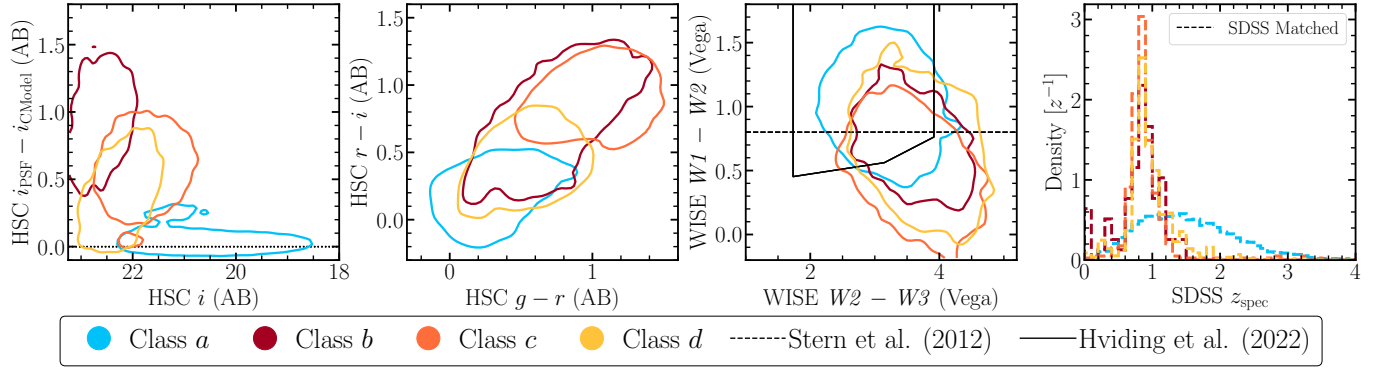 HSC i_PSF − i_CModel (AB)
1.5
1.0
0.5
0.0
22
20
18
HSC i (AB)
HSC r − i (AB)
1.5
1.0
0.5
0.0
0
1
HSC g − r (AB)
WISE W1 − W2 (Vega)
1.5
1.0
0.5
0.0
2
4
WISE W2 − W3 (Vega)
Density [z⁻¹]
3
2
1
0
SDSS Matched
0
1
2
3
4
SDSS z_spec
Class a
Class b
Class c
Class d
Stern et al. (2012)
Hviding et al. (2022)